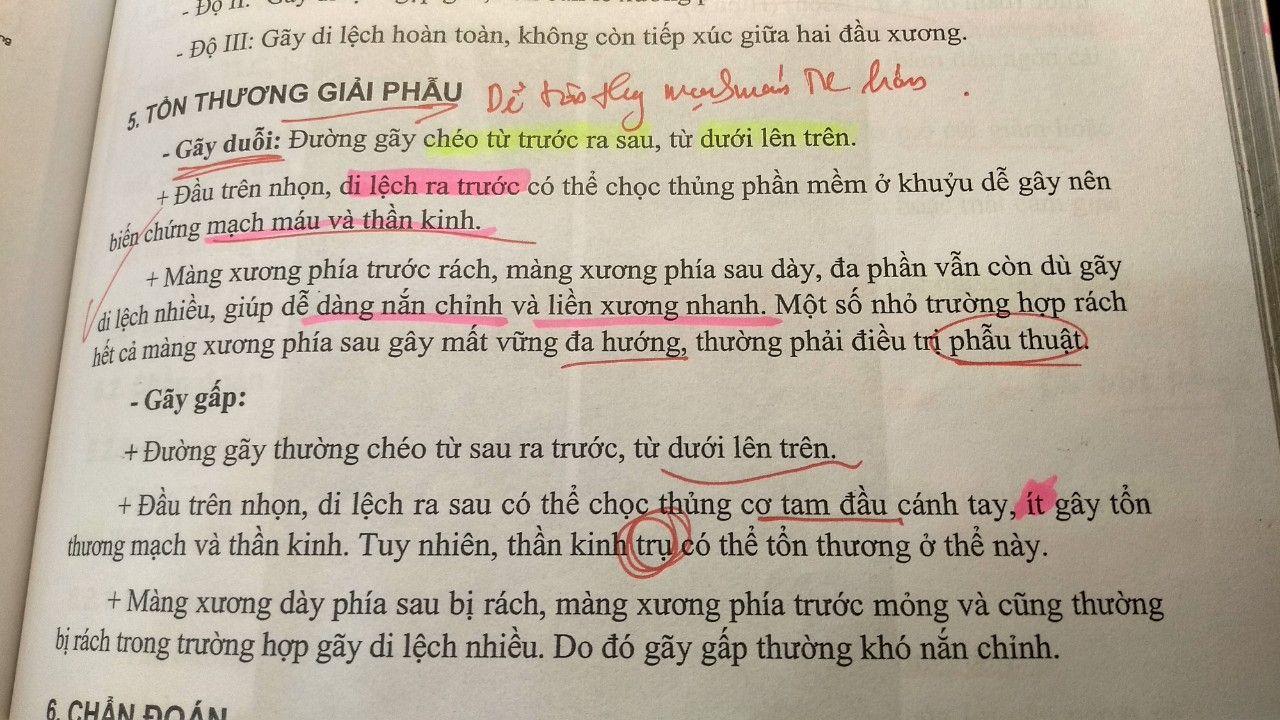 - Độ II:
- Độ III: Gãy di lệch hoàn toàn, không còn tiếp xúc giữa hai đầu xương.
5. TỔN THƯƠNG GIẢI PHẪU Dễ
- Gãy duỗi: Đường gãy chéo từ trước ra sau, từ dưới lên trên.
+ Đầu trên nhọn, di lệch ra trước có thể chọc thủng phần mềm ở khuỷu dễ gây nên
biến chứng mạch máu và thần kinh.
+ Màng xương phía trước rách, màng xương phía sau dày, đa phần vẫn còn dù gãy
di lệch nhiều, giúp dễ dàng nắn chỉnh và liền xương nhanh. Một số nhỏ trường hợp rách
hết cả màng xương phía sau gây mất vững đa hướng, thường phải điều trị phẫu thuật.
- Gãy gấp:
+ Đường gãy thường chéo từ sau ra trước, từ dưới lên trên.
+ Đầu trên nhọn, di lệch ra sau có thể chọc thủng cơ tam đầu cánh tay, ít gây tổn
thương mạch và thần kinh. Tuy nhiên, thần kinh trụ có thể tổn thương ở thể này.
+ Màng xương dày phía sau bị rách, màng xương phía trước mỏng và cũng thường
bị rách trong trường hợp gãy di lệch nhiều. Do đó gãy gấp thường khó nắn chỉnh.
6. CHẨN ĐOÁN